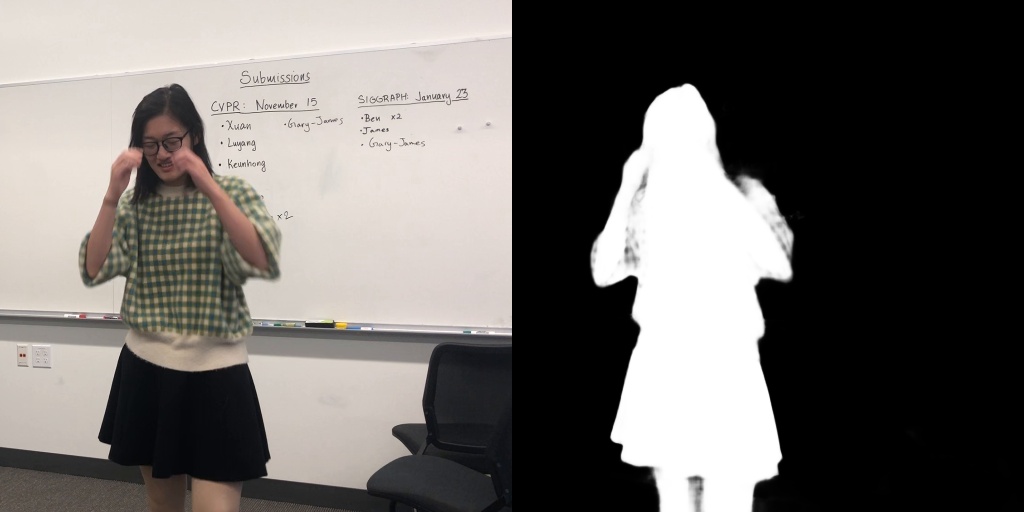 Submissions
CVPR: November 15
• Xuan
• Gary-James
• Luyang
• Keunhong
x2
SIGGRAPH: January 23
• Ben x2
• James
• Gary-James